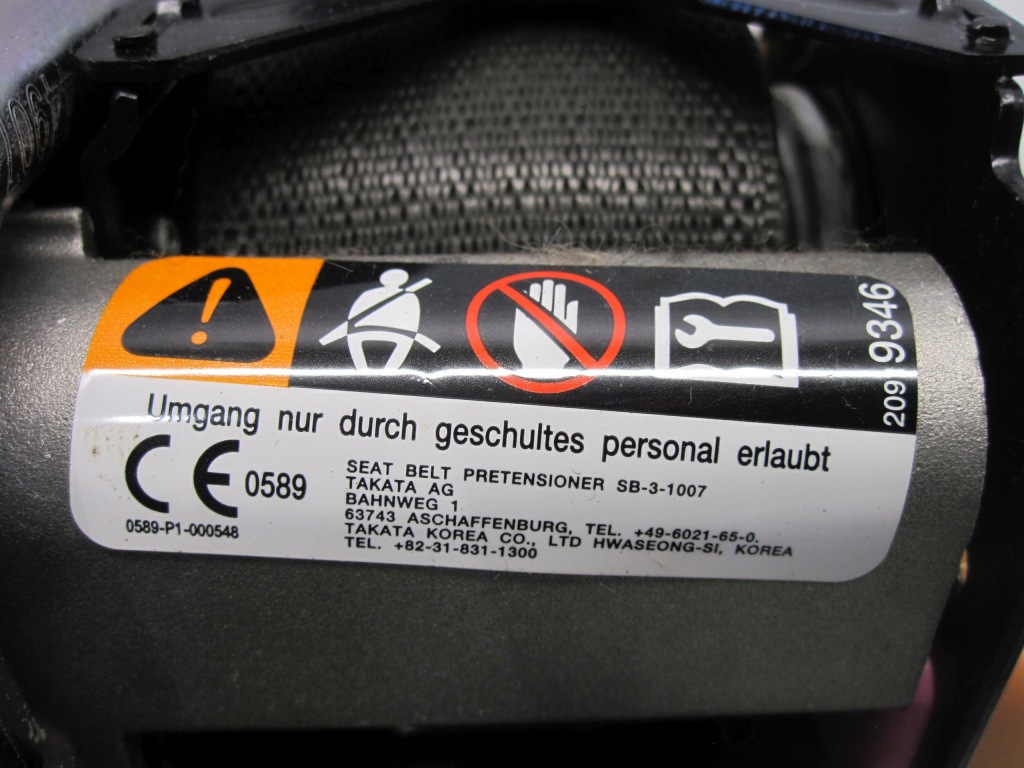 20919346
Umgang nur durch geschultes personal erlaubt
CE 0589
0589-P1-000548
SEAT BELT PRETENSIONER SB-3-1007
TAKATA AG
BAHNWEG 1
63743 ASCHAFFENBURG, TEL. +49-6021-65-0.
TAKATA KOREA CO., LTD HWASEONG-SI, KOREA
TEL. +82-31-831-1300